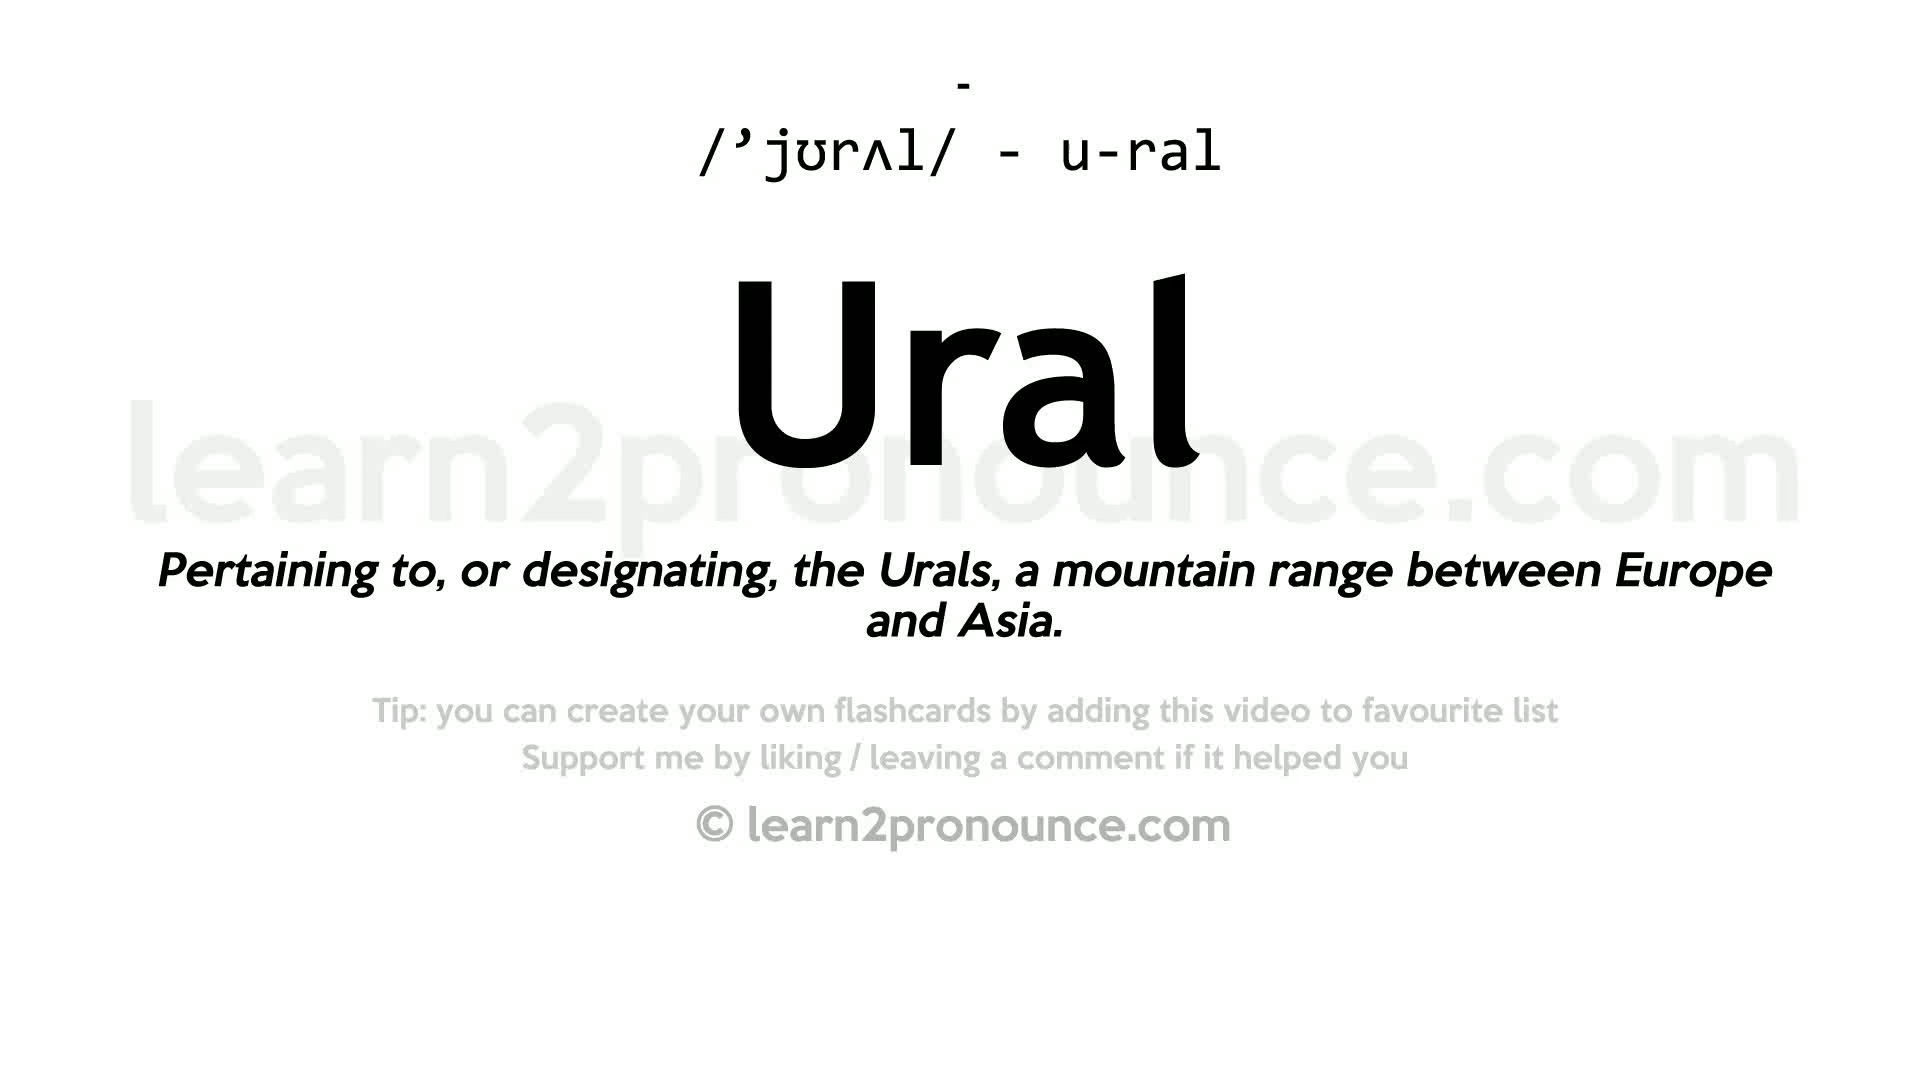 -
/’jʊrʌl/ - u-ral
Ural
learn2pronounce.com
Pertaining to, or designating, the Urals, a mountain range between Europe
and Asia.
Tip: you can create your own flashcards by adding this video to favourite list
Support me by liking / leaving a comment if it helped you
© learn2pronounce.com